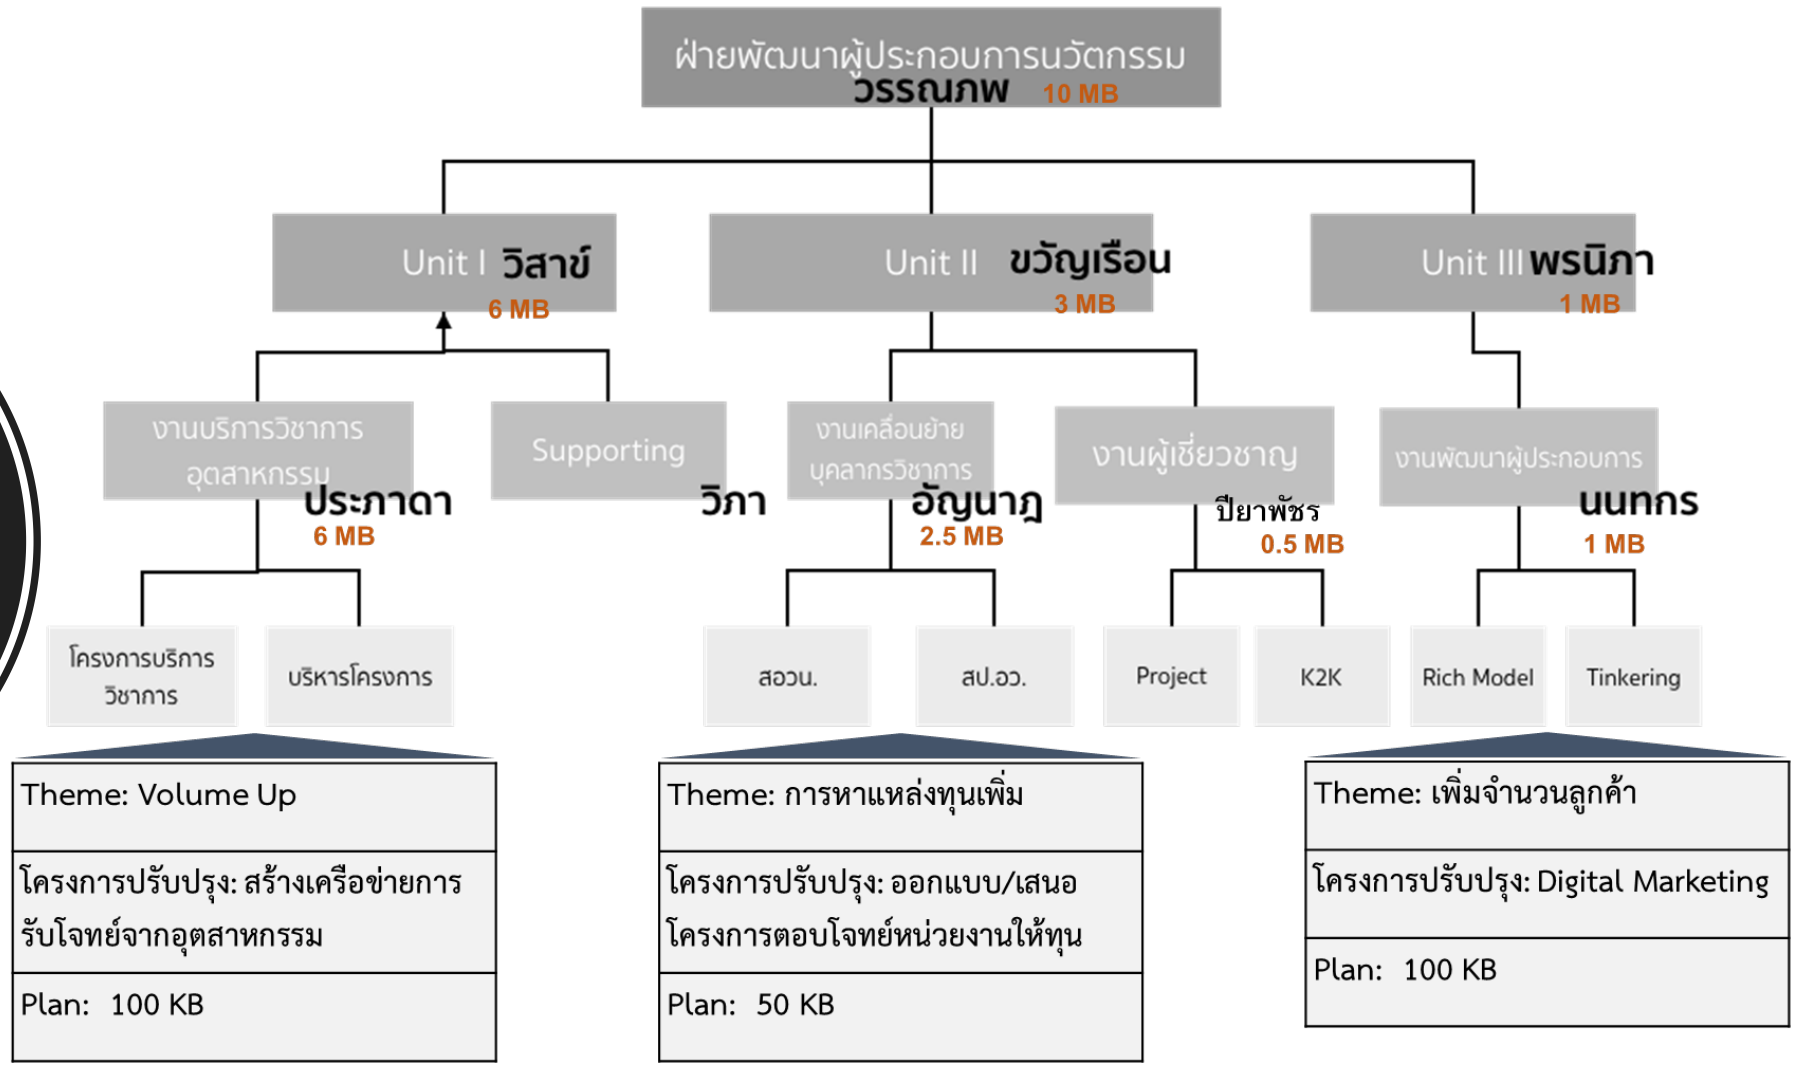 ฝ่ายพัฒนาผู้ประกอบการนวัตกรรม
วรรณภพ 10 MB
Unit I วิสาข์
6 MB
Unit II ขวัญเรือน
3 MB
Unit III พรนิภา
1 MB
งานบริการวิชาการ
อุตสาหกรรม
ประภาดา
6 MB
Supporting
วิภา
งานเคลื่อนย้าย
บุคลากรวิชาการ
อัญนาฎ
2.5 MB
งานผู้เชี่ยวชาญ
ปียาพัชร
0.5 MB
งานพัฒนาผู้ประกอบการ
นนทกร
1 MB
โครงการบริการ
วิชาการ
บริหารโครงการ
สอวน.
สป.อว.
Project
K2K
Rich Model
Tinkering
Theme: Volume Up
โครงการปรับปรุง: สร้างเครือข่ายการ
รับโจทย์จากอุตสาหกรรม
Plan: 100 KB
Theme: การหาแหล่งทุนเพิ่ม
โครงการปรับปรุง: ออกแบบ/เสนอ
โครงการตอบโจทย์หน่วยงานให้ทุน
Plan: 50 KB
Theme: เพิ่มจำนวนลูกค้า
โครงการปรับปรุง: Digital Marketing
Plan: 100 KB